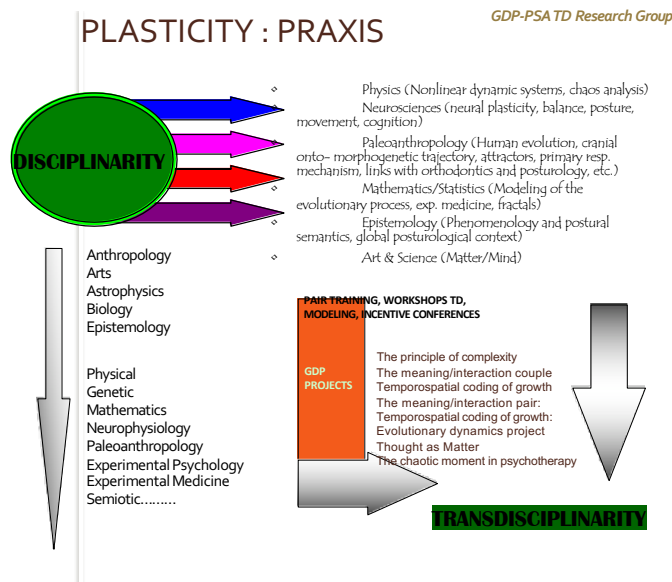 GDP-PSA TD Research Group
PLASTICITY : PRAXIS
DISCIPLINARITY
Physics (Nonlinear dynamic systems, chaos analysis)
Neurosciences (neural plasticity, balance, posture,
movement, cognition)
Paleoanthropology (Human evolution, cranial
onto- morphogenetic trajectory, attractors, primary resp.
mechanism, links with orthodontics and posturology, etc.)
Mathematics/Statistics (Modeling of the
evolutionary process, exp. medicine, fractals)
Epistemology (Phenomenology and postural
semantics, global posturological context)
Art & Science (Matter/Mind)
Anthropology
Arts
Astrophysics
Biology
Epistemology
Physical
Genetic
Mathematics
Neurophysiology
Paleoanthropology
Experimental Psychology
Experimental Medicine
Semiotic.........
PAIR TRAINING, WORKSHOPS TD,
MODELING, INCENTIVE CONFERENCES
GDP
PROJECTS
The principle of complexity
The meaning/interaction couple
Temporospatial coding of growth
The meaning/interaction pair:
Temporospatial coding of growth:
Evolutionary dynamics project
Thought as Matter
The chaotic moment in psychotherapy
TRANSDISCIPLINARITY